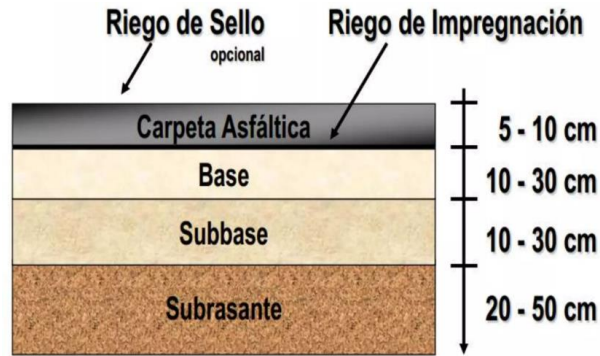 Riego de Sello
opcional
Riego de Impregnación
Carpeta Asfáltica
5 - 10 cm
Base
10 - 30 cm
Subbase
10 - 30 cm
Subrasante
20 - 50 cm